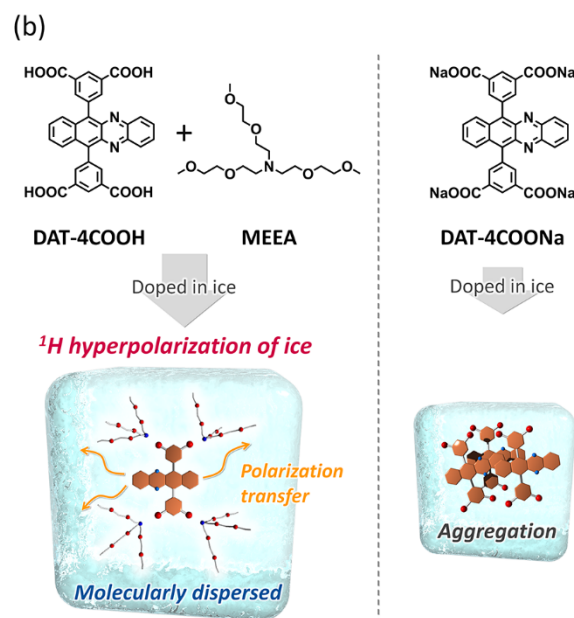 (b)
HOOC COOH NaOOC COONa
N N
N N
HOOC COOH NaOOC COONa
+
O
O
O O N O O
DAT-4COOH MEEA DAT-4COONa
Doped in ice Doped in ice
¹H hyperpolarization of ice
Polarization
transfer
Molecularly dispersed
Aggregation